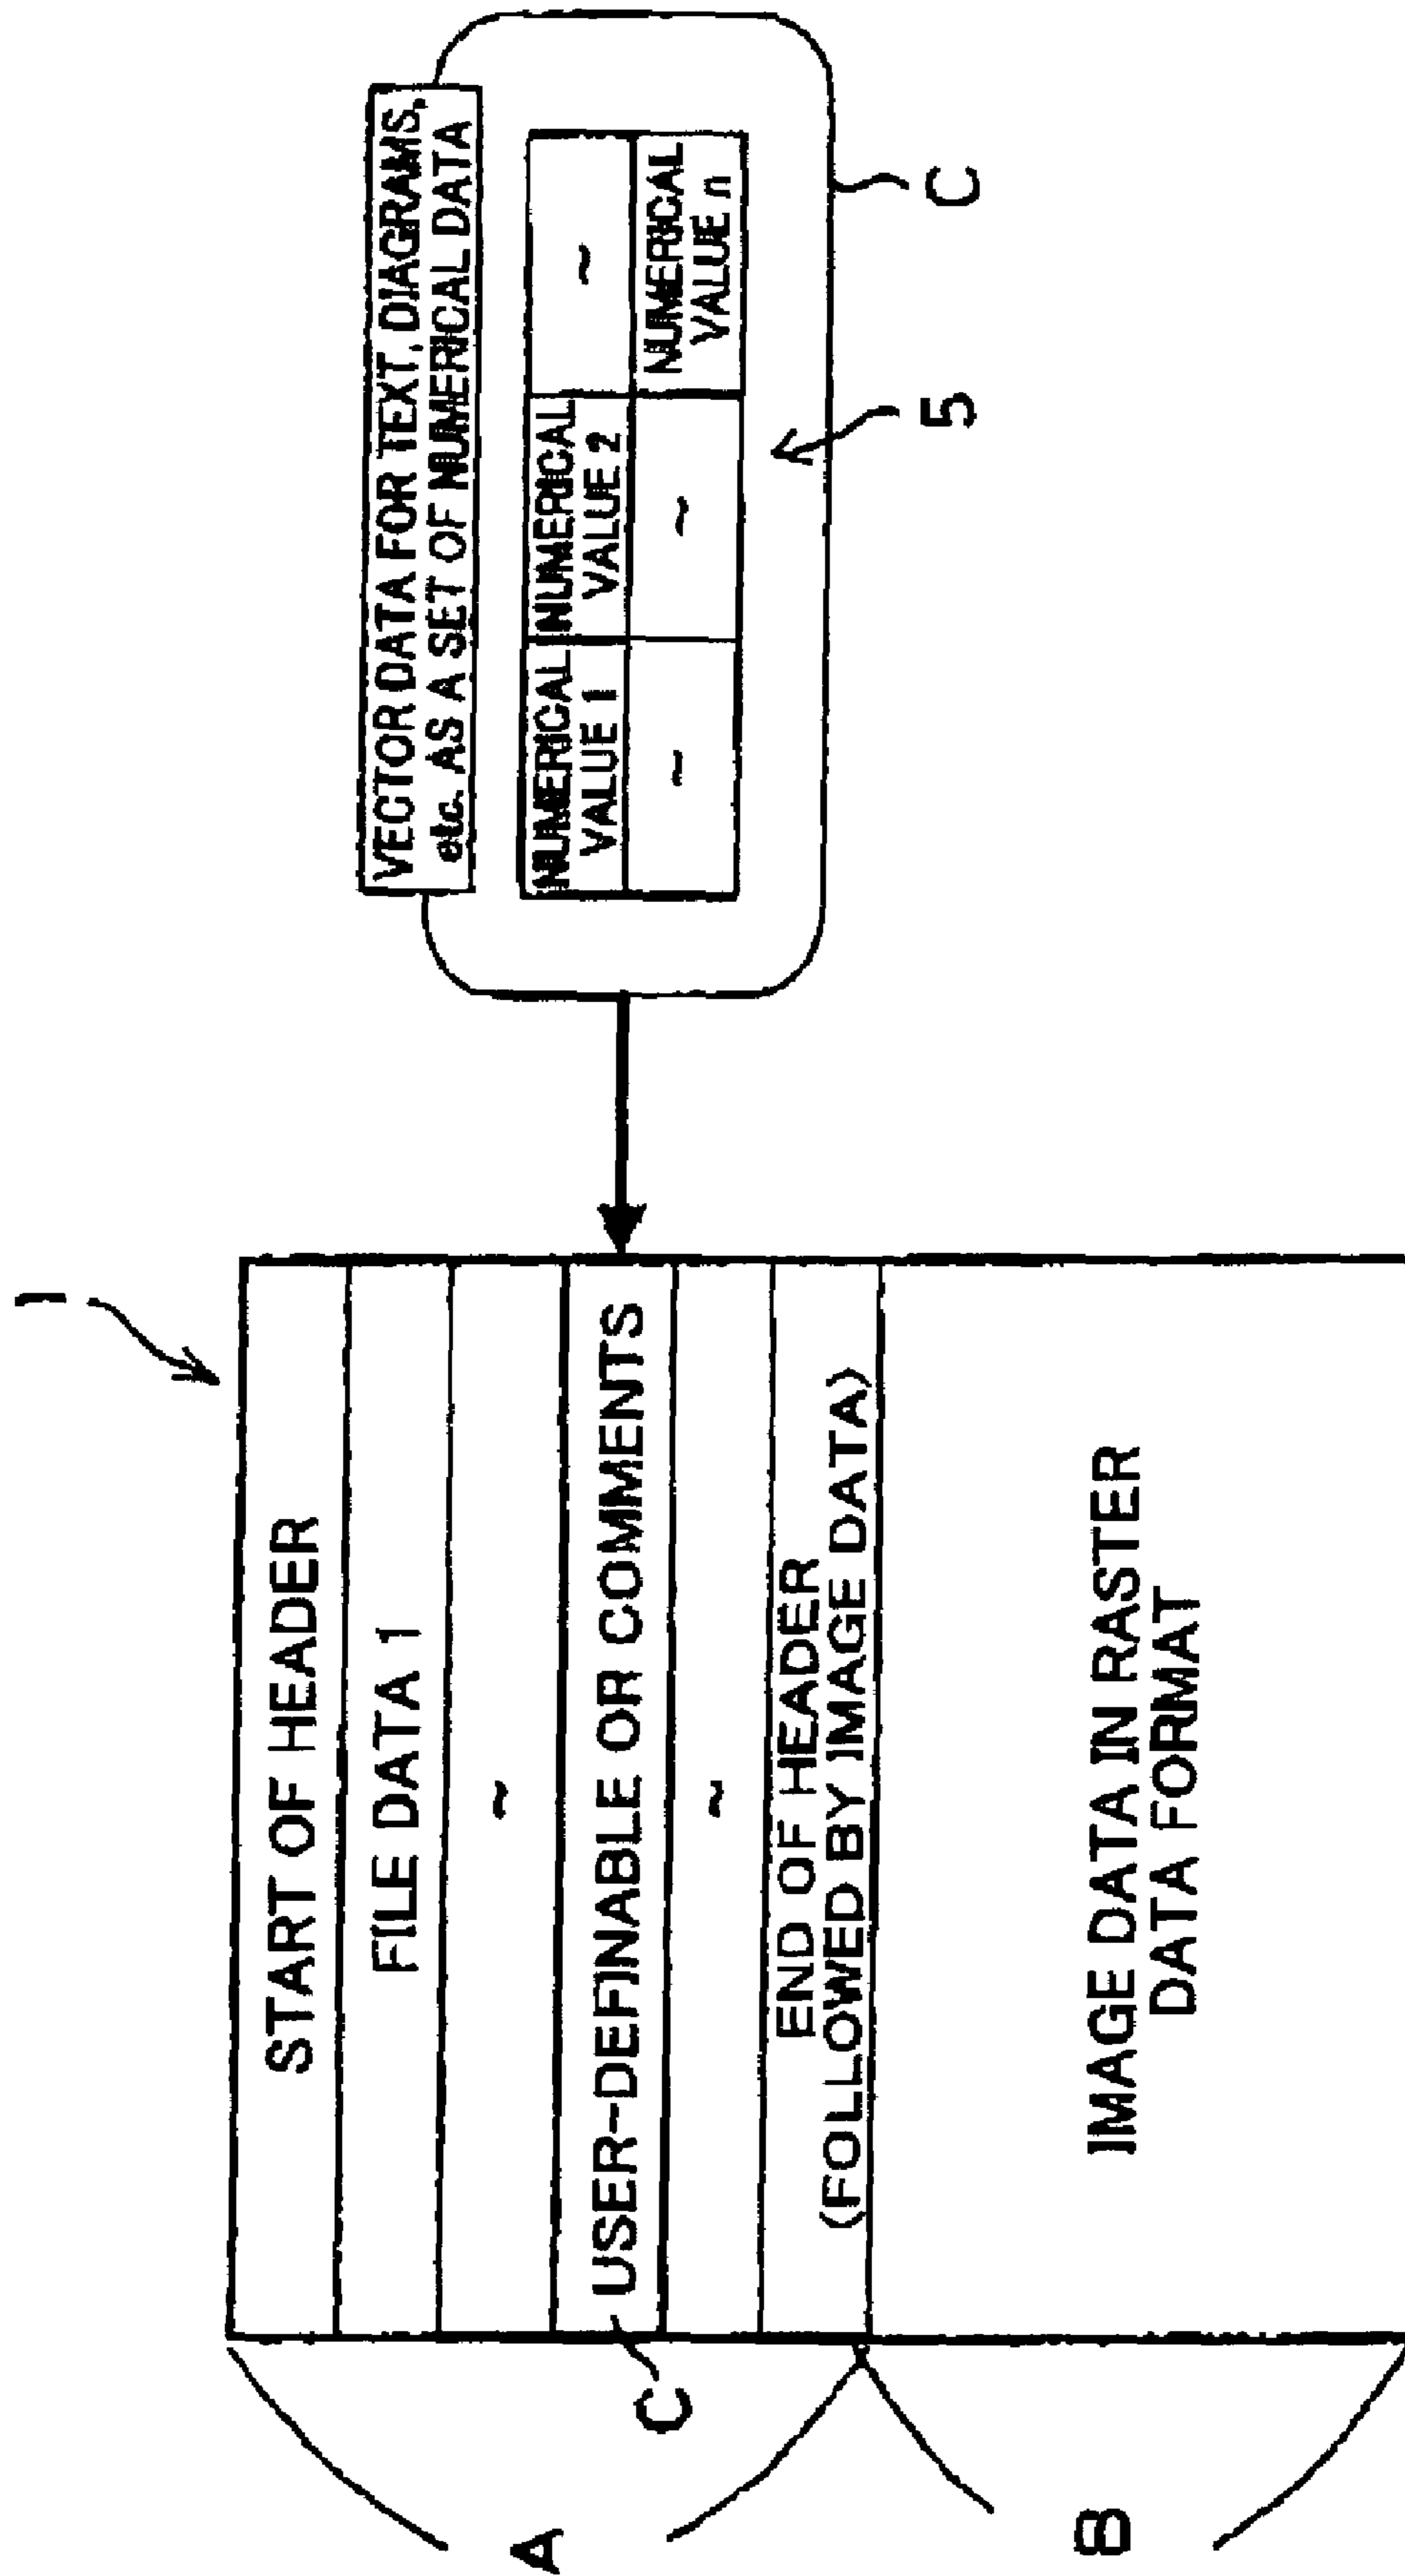 1
START OF HEADER
FILE DATA 1
~
USER-DEFINABLE OR COMMENTS
~
END OF HEADER
(FOLLOWED BY IMAGE DATA)
IMAGE DATA IN RASTER
DATA FORMAT
A
C
B
VECTOR DATA FOR TEXT, DIAGRAMS,
etc. AS A SET OF NUMERICAL DATA
NUMERICAL
VALUE 1
NUMERICAL
VALUE 2
~
~
~
NUMERICAL
VALUE n
5
C